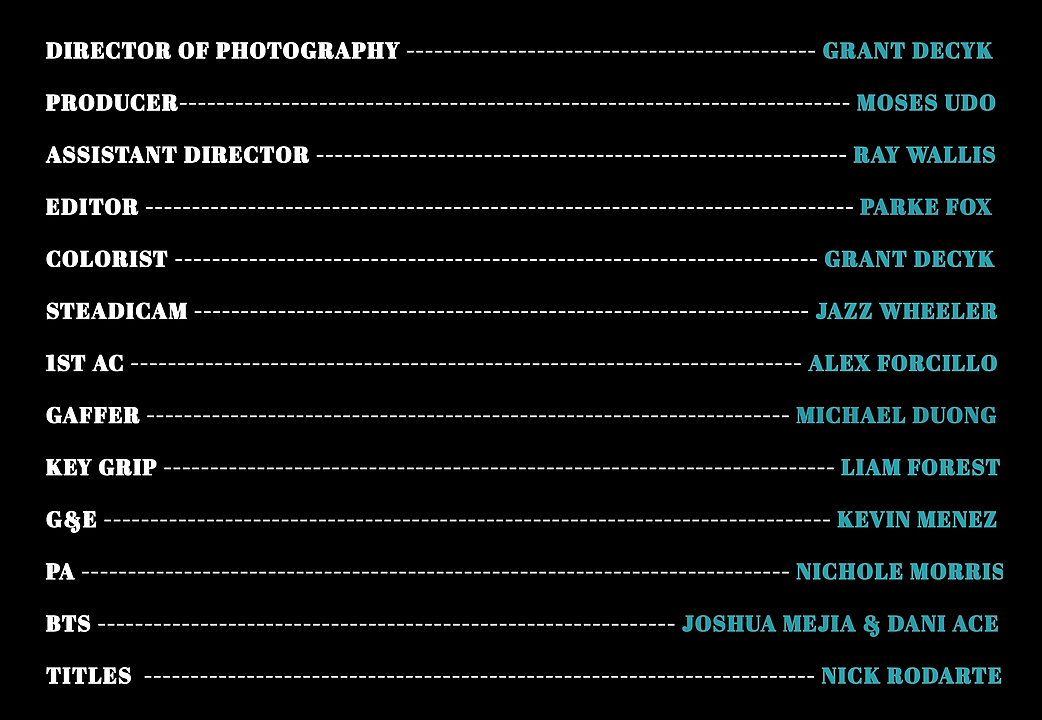 DIRECTOR OF PHOTOGRAPHY -------------------------------------------- GRANT DECYK
PRODUCER------------------------------------------------------------------------ MOSES UDO
ASSISTANT DIRECTOR --------------------------------------------------------- RAY WALLIS
EDITOR ---------------------------------------------------------------------------- PARKE FOX
COLORIST --------------------------------------------------------------------- GRANT DECYK
STEADICAM ------------------------------------------------------------------ JAZZ WHEELER
1ST AC ------------------------------------------------------------------------ ALEX FORCILLO
GAFFER --------------------------------------------------------------------- MICHAEL DUONG
KEY GRIP ------------------------------------------------------------------------ LIAM FOREST
G&E ------------------------------------------------------------------------------ KEVIN MENEZ
PA ---------------------------------------------------------------------------- NICHOLE MORRIS
BTS -------------------------------------------------------------- JOSHUA MEJIA & DANI ACE
TITLES ------------------------------------------------------------------------ NICK RODARTE